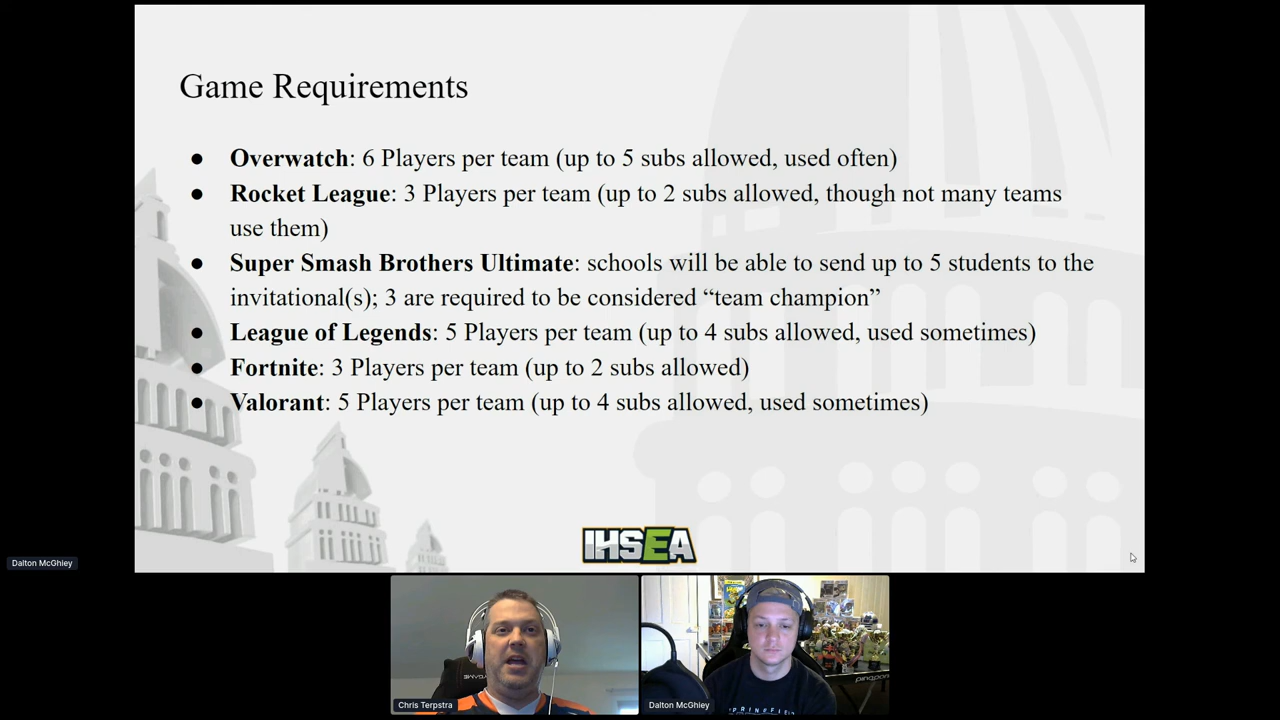 Game Requirements
● Overwatch: 6 Players per team (up to 5 subs allowed, used often)
● Rocket League: 3 Players per team (up to 2 subs allowed, though not many teams
use them)
● Super Smash Brothers Ultimate: schools will be able to send up to 5 students to the
invitational(s); 3 are required to be considered “team champion”
● League of Legends: 5 Players per team (up to 4 subs allowed, used sometimes)
● Fortnite: 3 Players per team (up to 2 subs allowed)
● Valorant: 5 Players per team (up to 4 subs allowed, used sometimes)
IHSEA
Dalton McGhley
Chris Terpstra
Dalton McGhley